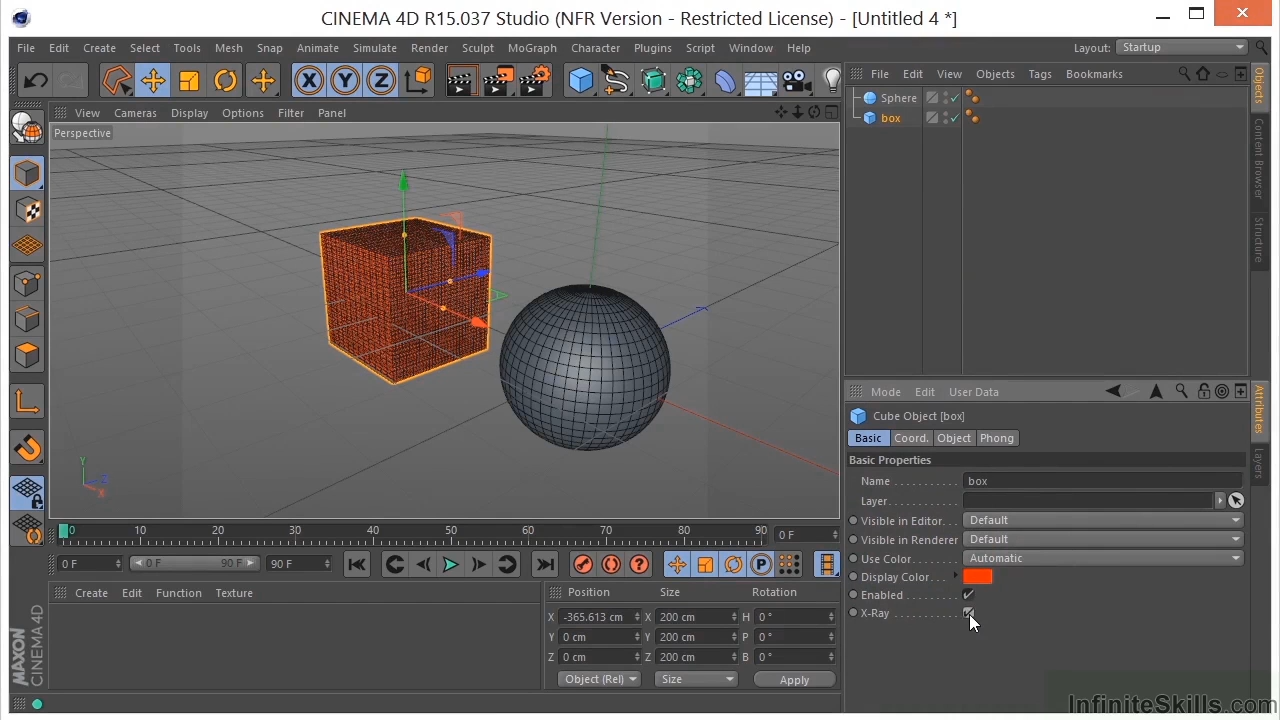 CINEMA 4D R15.037 Studio (NFR Version - Restricted License) - [Untitled 4 *]
File Edit Create Select Tools Mesh Snap Animate Simulate Render Sculpt MoGraph Character Plugins Script Window Help Layout: Startup
X Y Z
File Edit View Objects Tags Bookmarks
Sphere
box
View Cameras Display Options Filter Panel
Perspective
Y
Z
X
0 10 20 30 40 50 60 70 80 90 0 F
0 F 0 F 90 F 90 F
P
Create Edit Function Texture
Position Size Rotation
X -365.613 cm X 200 cm H 0 °
Y 0 cm Y 200 cm P 0 °
Z 0 cm Z 200 cm B 0 °
Object (Rel) Size Apply
Mode Edit User Data
Cube Object [box]
Basic Coord. Object Phong
Basic Properties
Name . . . . . . . . . . . box
Layer. . . . . . . . . . .
Visible in Editor. . . Default
Visible in Renderer Default
Use Color. . . . . . . Automatic
Display Color. . .
Enabled . . . . . . . . .
X-Ray . . . . . . . . . . .
Objects
Content Browser
Structure
Attributes
Layers
MAXON
CINEMA 4D
InfiniteSkills.com